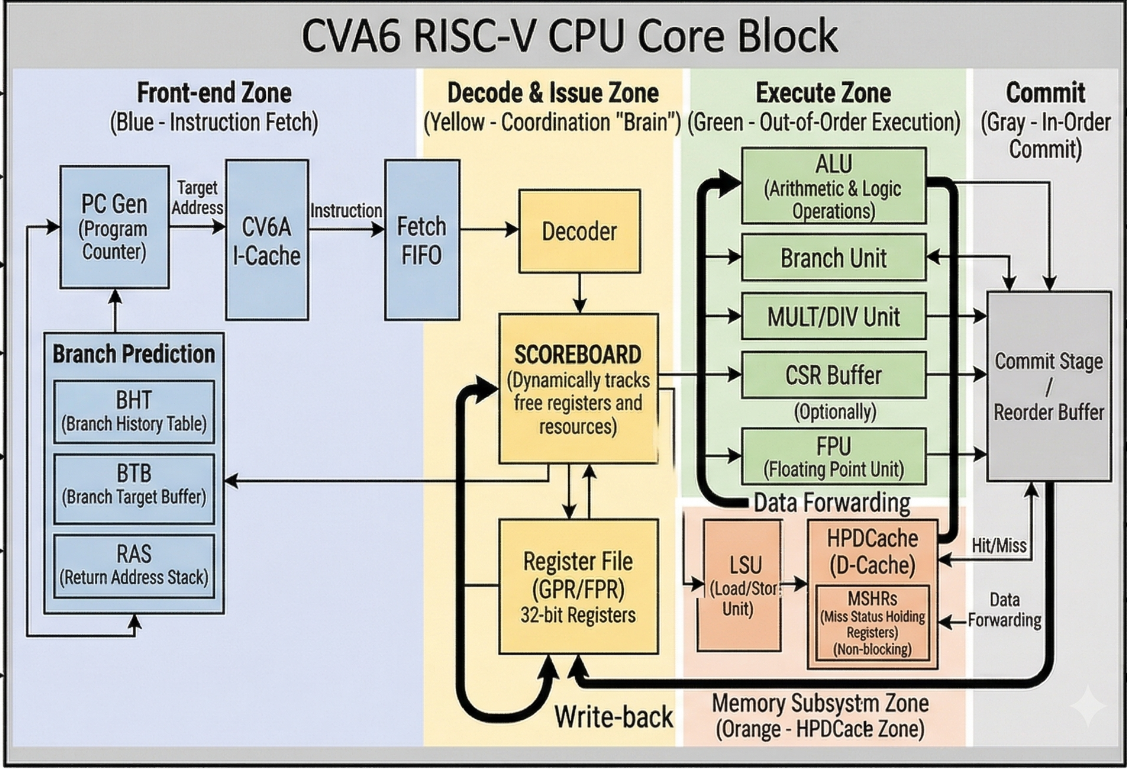 CVA6 RISC-V CPU Core Block
Front-end Zone
(Blue - Instruction Fetch)
Decode & Issue Zone
(Yellow - Coordination "Brain")
Execute Zone
(Green - Out-of-Order Execution)
Commit
(Gray - In-Order
Commit)
PC Gen
(Program
Counter)
Target
Address
CV6A
I-Cache
Instruction
Fetch
FIFO
Decoder
Branch Prediction
BHT
(Branch History Table)
BTB
(Branch Target Buffer)
RAS
(Return Address Stack)
SCOREBOARD
(Dynamically tracks
free registers and
resources)
Register File
(GPR/FPR)
32-bit Registers
Write-back
ALU
(Arithmetic & Logic
Operations)
Branch Unit
MULT/DIV Unit
CSR Buffer
(Optionally)
FPU
(Floating Point Unit)
Data Forwarding
Commit Stage
/
Reorder Buffer
LSU
(Load/Stor
Unit)
HPDCache
(D-Cache)
MSHRs
(Miss Status Holding
Registers)
(Non-blocking)
Hit/Miss
Data
Forwarding
Memory Subsystm Zone
(Orange - HPDCack Zone)